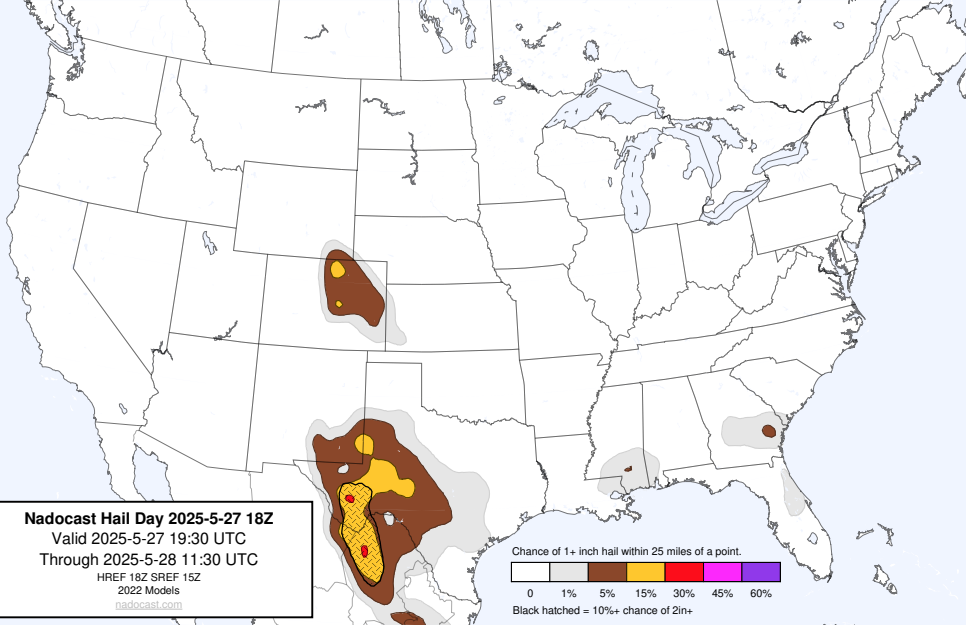 Nadocast Hail Day 2025-5-27 18Z
Valid 2025-5-27 19:30 UTC
Through 2025-5-28 11:30 UTC
HREF 18Z SREF 15Z
2022 Models
nadocast.com
Chance of 1+ inch hail within 25 miles of a point.
0 1% 5% 15% 30% 45% 60%
Black hatched = 10%+ chance of 2in+